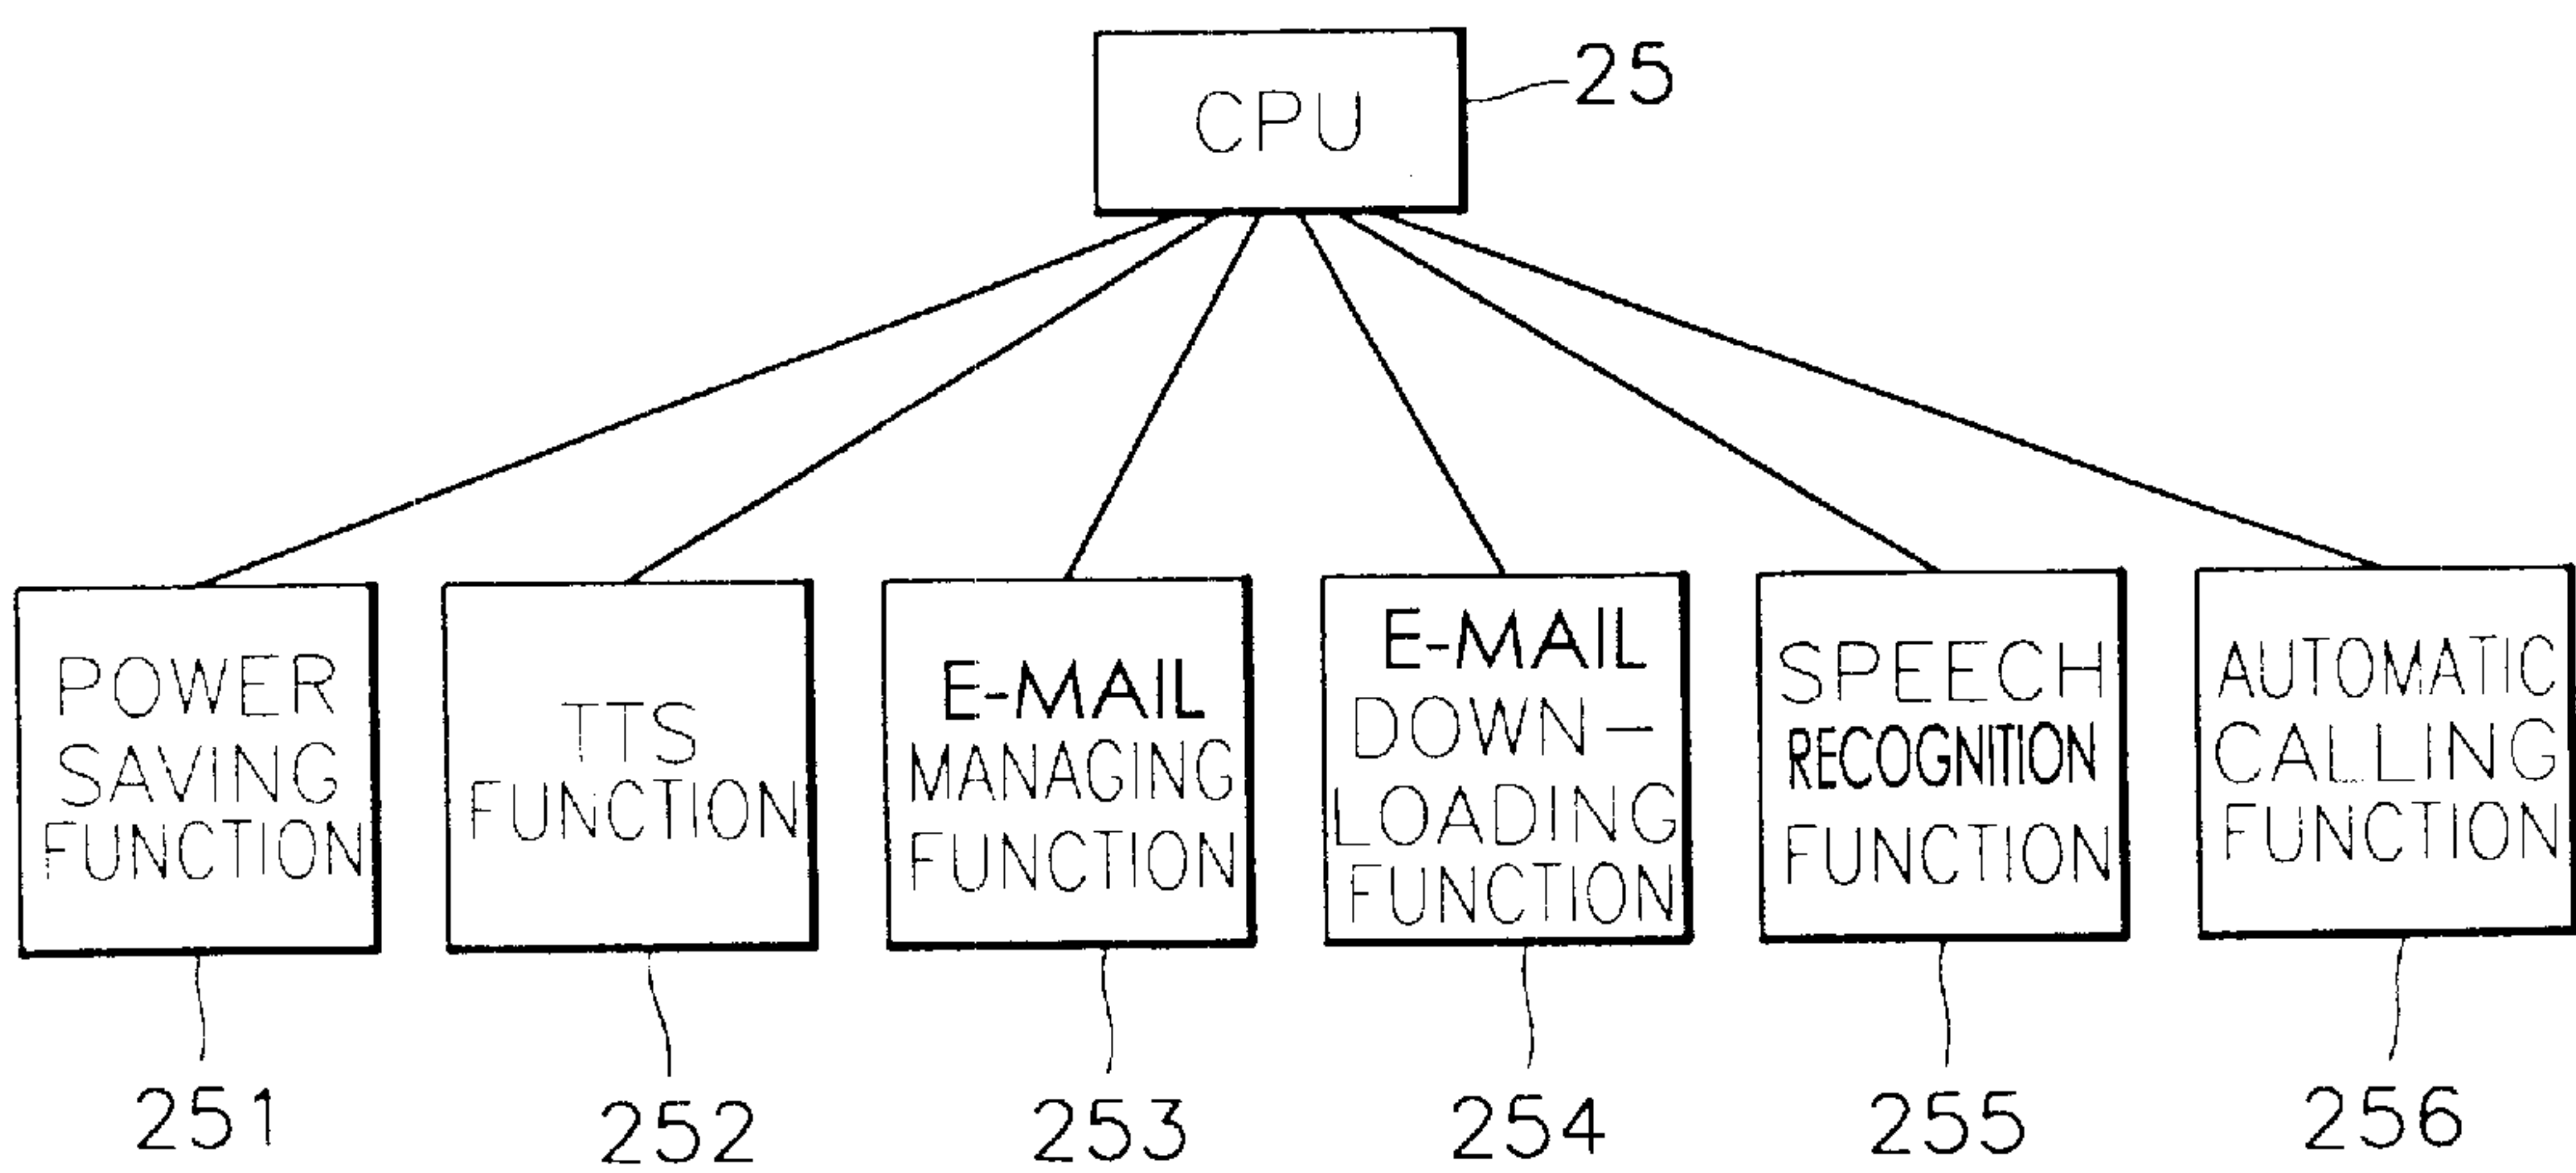 CPU
25
POWER
SAVING
FUNCTION
TTS
FUNCTION
E-MAIL
MANAGING
FUNCTION
E-MAIL
DOWN-
LOADING
FUNCTION
SPEECH
RECOGNITION
FUNCTION
AUTOMATIC
CALLING
FUNCTION
251
252
253
254
255
256